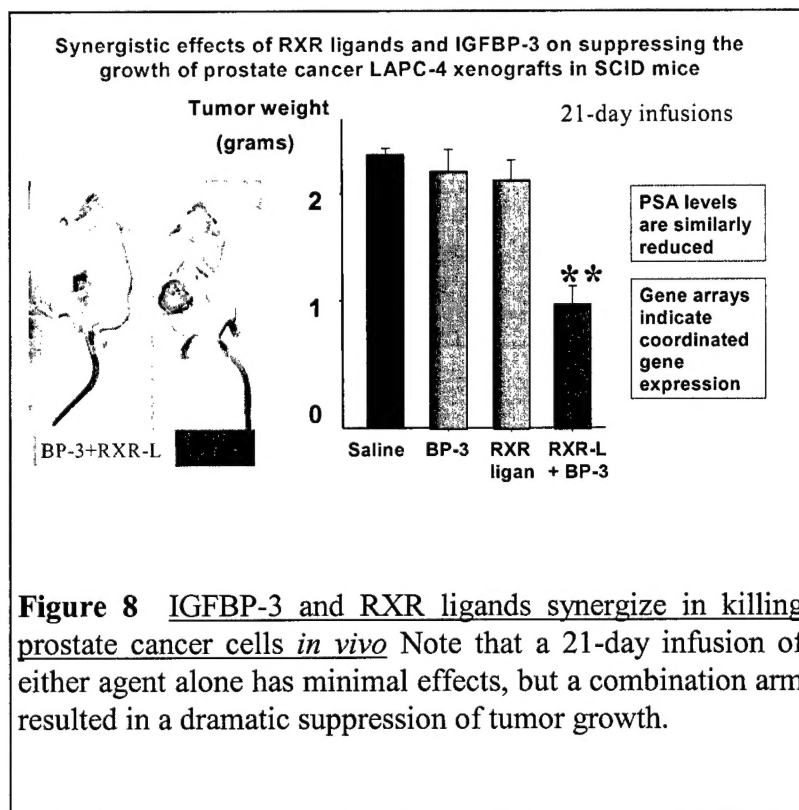 Synergistic effects of RXR ligands and IGFBP-3 on suppressing the
growth of prostate cancer LAPC-4 xenografts in SCID mice
Tumor weight
(grams)
21-day infusions
2
1
0
PSA levels
are similarly
reduced
**
Gene arrays
indicate
coordinated
gene
expression
BP-3+RXR-L
Saline BP-3 RXR RXR-L
ligan + BP-3
Figure 8 IGFBP-3 and RXR ligands synergize in killing
prostate cancer cells in vivo Note that a 21-day infusion of
either agent alone has minimal effects, but a combination arm
resulted in a dramatic suppression of tumor growth.